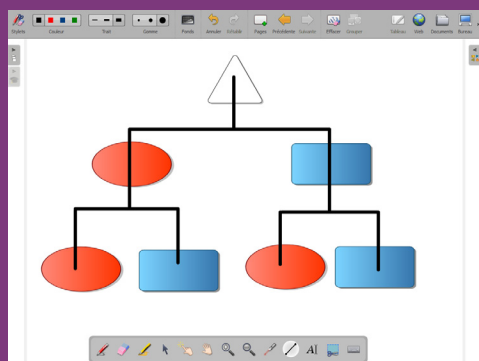 Stylets Couleur Trait Gomme Fonds Annuler Refaire Pages Précédente Suivante Effacer Grouper Tableau Web Documents Bureau
A